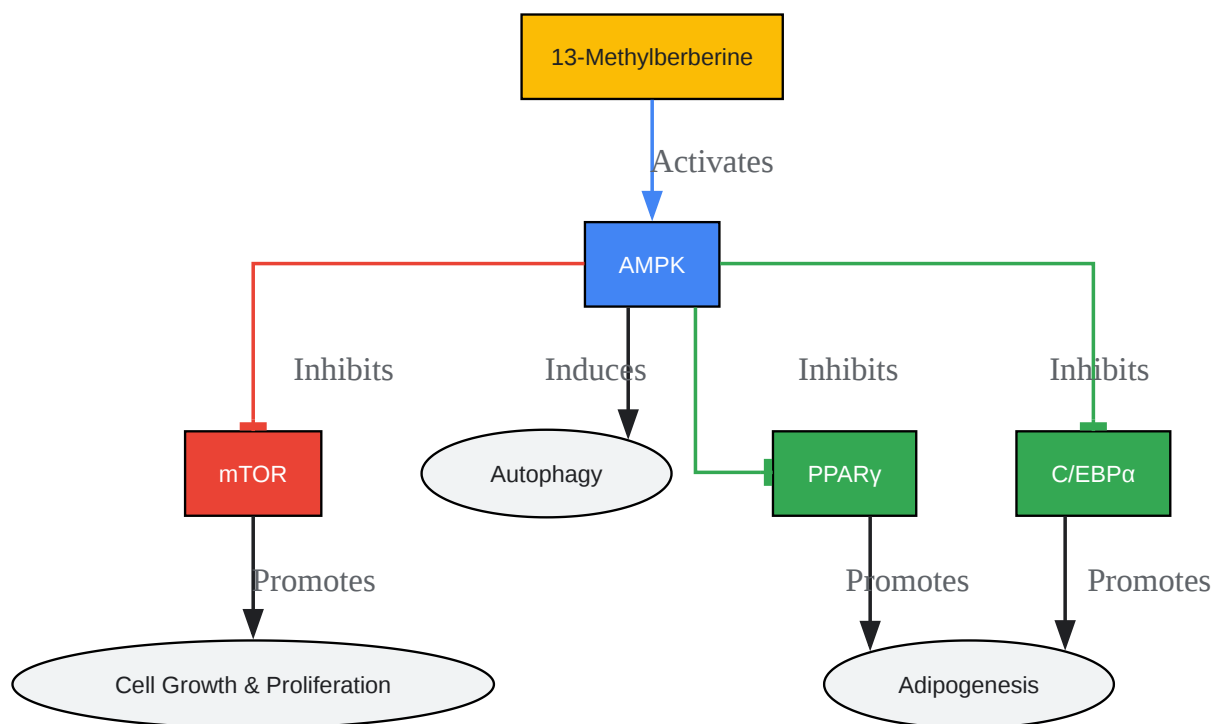 13-Methylberberine
Activates
AMPK
Inhibits
Induces
Inhibits
Inhibits
mTOR
Autophagy
PPARγ
C/EBPα
Promotes
Promotes
Promotes
Cell Growth & Proliferation
Adipogenesis